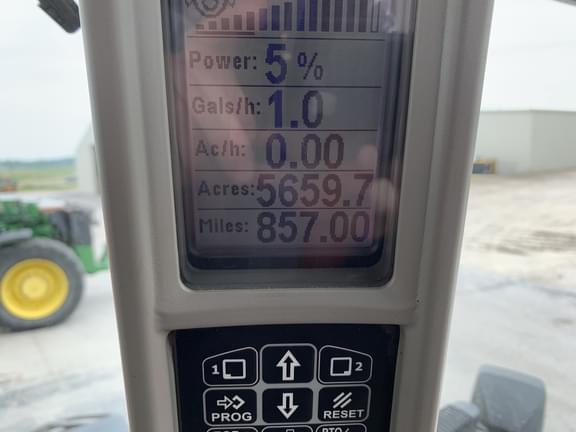 Power: 5 %
Gals/h: 1.0
Ac/h: 0.00
Acres: 5659.7
Miles: 857.00
1 2
PROG RESET